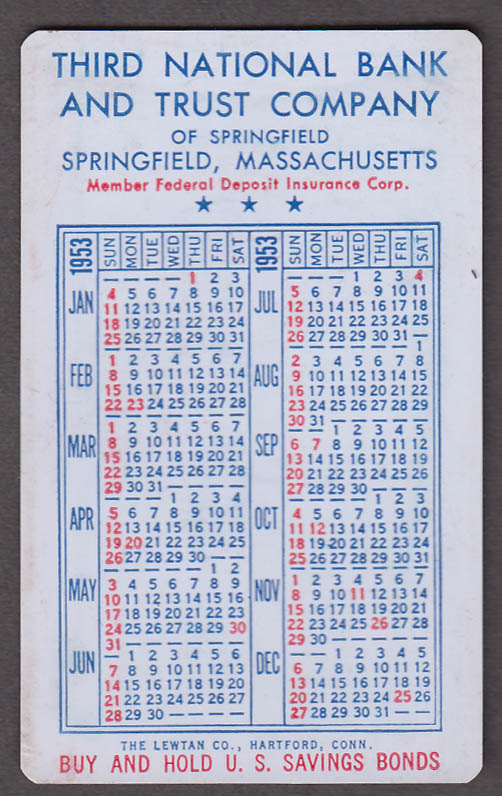 THIRD NATIONAL BANK
AND TRUST COMPANY
OF SPRINGFIELD
SPRINGFIELD, MASSACHUSETTS
Member Federal Deposit Insurance Corp.
★ ★ ★
1953 SUN MON TUE WED THU FRI SAT
JAN
— — — — 1 2 3
4 5 6 7 8 9 10
11 12 13 14 15 16 17
18 19 20 21 22 23 24
25 26 27 28 29 30 31
FEB
1 2 3 4 5 6 7
8 9 10 11 12 13 14
15 16 17 18 19 20 21
22 23 24 25 26 27 28
MAR
1 2 3 4 5 6 7
8 9 10 11 12 13 14
15 16 17 18 19 20 21
22 23 24 25 26 27 28
29 30 31 — — — —
APR
— — — 1 2 3 4
5 6 7 8 9 10 11
12 13 14 15 16 17 18
19 20 21 22 23 24 25
26 27 28 29 30 — —
MAY
— — — — — 1 2
3 4 5 6 7 8 9
10 11 12 13 14 15 16
17 18 19 20 21 22 23
24 25 26 27 28 29 30
31 — — — — — —
JUN
— 1 2 3 4 5 6
7 8 9 10 11 12 13
14 15 16 17 18 19 20
21 22 23 24 25 26 27
28 29 30 — — — —
1953 SUN MON TUE WED THU FRI SAT
JUL
— — — 1 2 3 4
5 6 7 8 9 10 11
12 13 14 15 16 17 18
19 20 21 22 23 24 25
26 27 28 29 30 31 —
AUG
— — — — — — 1
2 3 4 5 6 7 8
9 10 11 12 13 14 15
16 17 18 19 20 21 22
23 24 25 26 27 28 29
30 31 — — — — —
SEP
— — 1 2 3 4 5
6 7 8 9 10 11 12
13 14 15 16 17 18 19
20 21 22 23 24 25 26
27 28 29 30 — — —
OCT
— — — — 1 2 3
4 5 6 7 8 9 10
11 12 13 14 15 16 17
18 19 20 21 22 23 24
25 26 27 28 29 30 31
NOV
1 2 3 4 5 6 7
8 9 10 11 12 13 14
15 16 17 18 19 20 21
22 23 24 25 26 27 28
29 30 — — — — —
DEC
— — 1 2 3 4 5
6 7 8 9 10 11 12
13 14 15 16 17 18 19
20 21 22 23 24 25 26
27 28 29 30 31 — —
THE LEWTAN CO., HARTFORD, CONN.
BUY AND HOLD U. S. SAVINGS BONDS